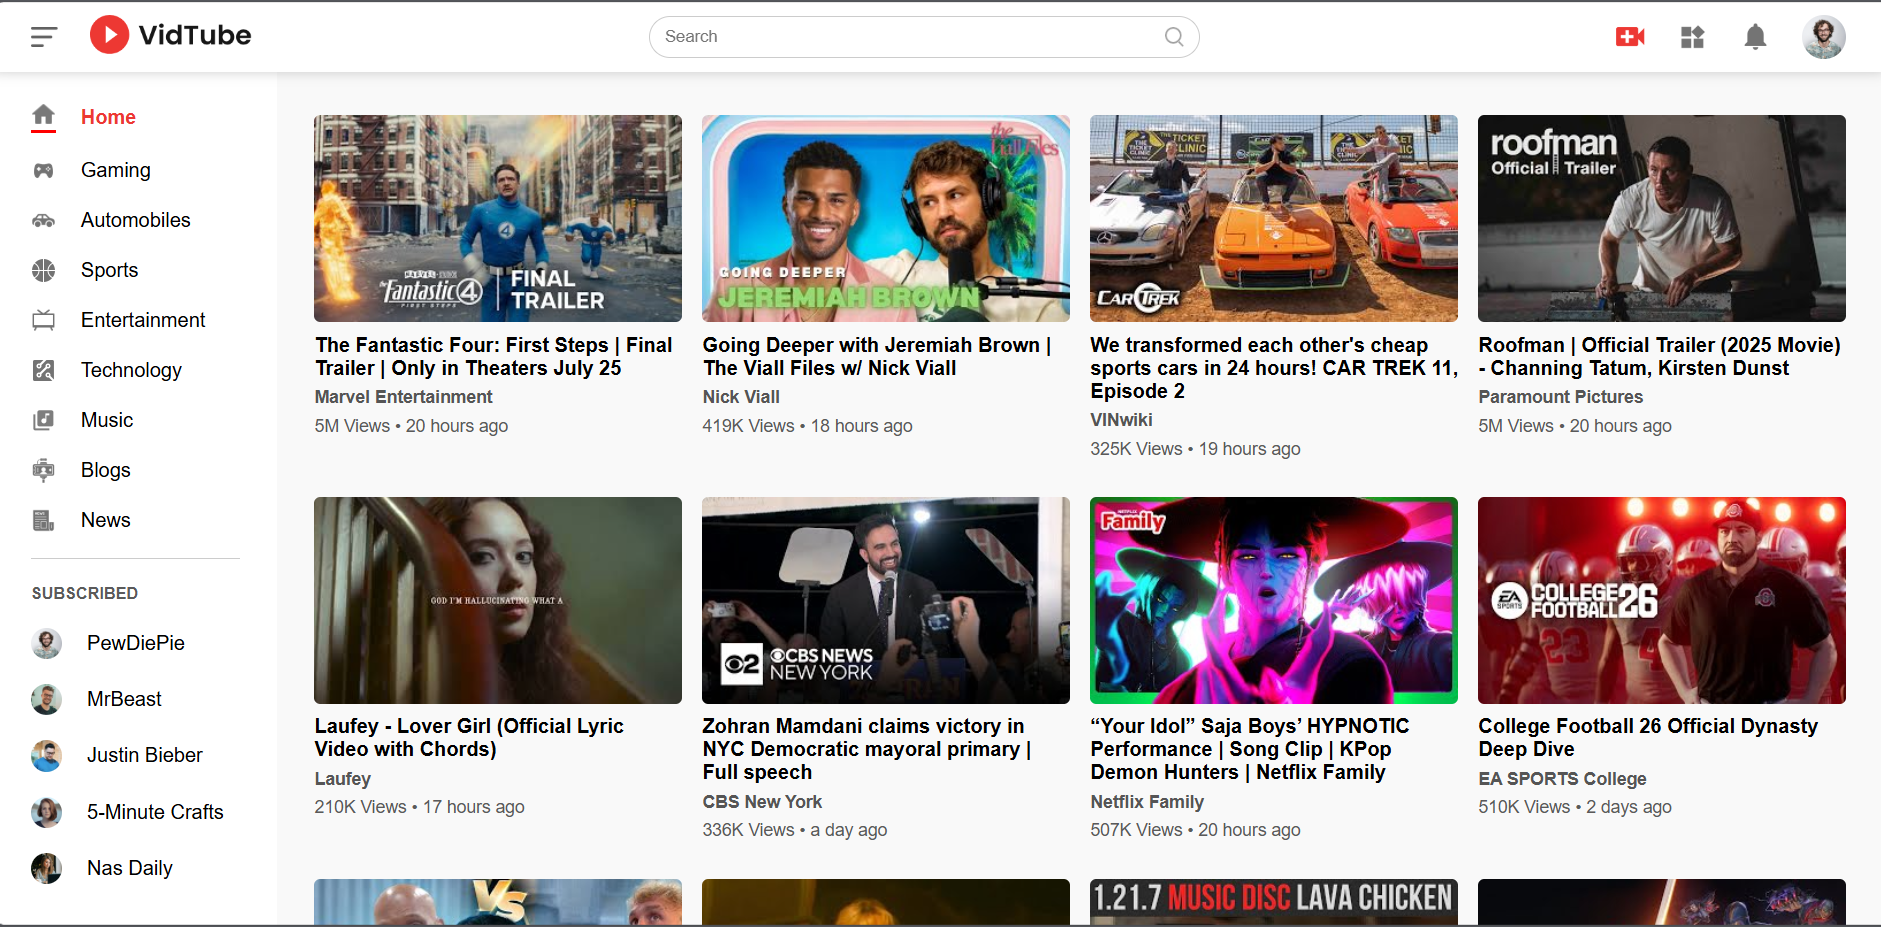 VidTube
Search
Home
Gaming
Automobiles
Sports
Entertainment
Technology
Music
Blogs
News
SUBSCRIBED
PewDiePie
MrBeast
Justin Bieber
5-Minute Crafts
Nas Daily
4
MARVEL
Fantastic 4
FIRST STEPS
FINAL
TRAILER
The Fantastic Four: First Steps | Final
Trailer | Only in Theaters July 25
Marvel Entertainment
5M Views • 20 hours ago
the
Viall Files
GOING DEEPER
JEREMIAH BROWN
Going Deeper with Jeremiah Brown |
The Viall Files w/ Nick Viall
Nick Viall
419K Views • 18 hours ago
THE TICKET
CLINIC
CAR TREK
We transformed each other's cheap
sports cars in 24 hours! CAR TREK 11,
Episode 2
VINwiki
325K Views • 19 hours ago
roofman
Official Trailer
Roofman | Official Trailer (2025 Movie)
- Channing Tatum, Kirsten Dunst
Paramount Pictures
5M Views • 20 hours ago
GOD I'M HALLUCINATING WHAT A
Laufey - Lover Girl (Official Lyric
Video with Chords)
Laufey
210K Views • 17 hours ago
2 CBS NEWS
NEW YORK
Zohran Mamdani claims victory in
NYC Democratic mayoral primary |
Full speech
CBS New York
336K Views • a day ago
NETFLIX
Family
“Your Idol” Saja Boys’ HYPNOTIC
Performance | Song Clip | KPop
Demon Hunters | Netflix Family
Netflix Family
507K Views • 20 hours ago
EA
SPORTS
COLLEGE
FOOTBALL 26
23
College Football 26 Official Dynasty
Deep Dive
EA SPORTS College
510K Views • 2 days ago
Vs
1.21.7 MUSIC DISC LAVA CHICKEN